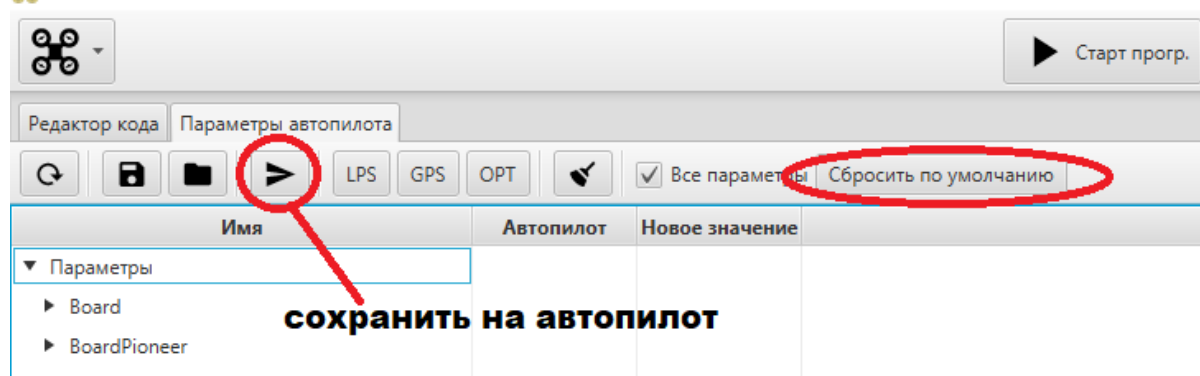 Старт прогр.
Редактор кода Параметры автопилота
LPS GPS OPT Все параметры Сбросить по умолчанию
Имя Автопилот Новое значение
Параметры
Board
сохранить на автопилот
BoardPioneer